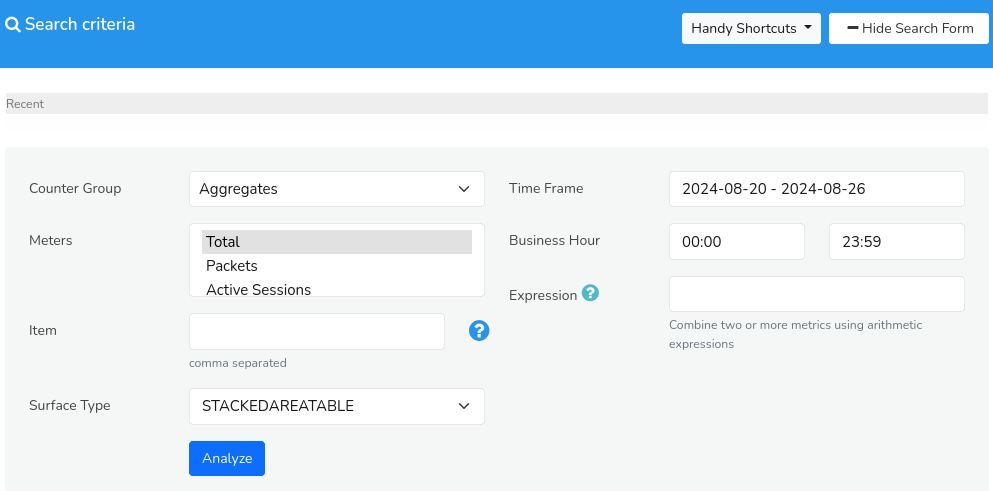 Search criteria
Handy Shortcuts
Hide Search Form
Recent
Counter Group
Aggregates
Time Frame
2024-08-20 - 2024-08-26
Meters
Total
Packets
Active Sessions
Business Hour
00:00
23:59
Expression ?
Combine two or more metrics using arithmetic
expressions
Item
?
comma separated
Surface Type
STACKEDAREATABLE
Analyze